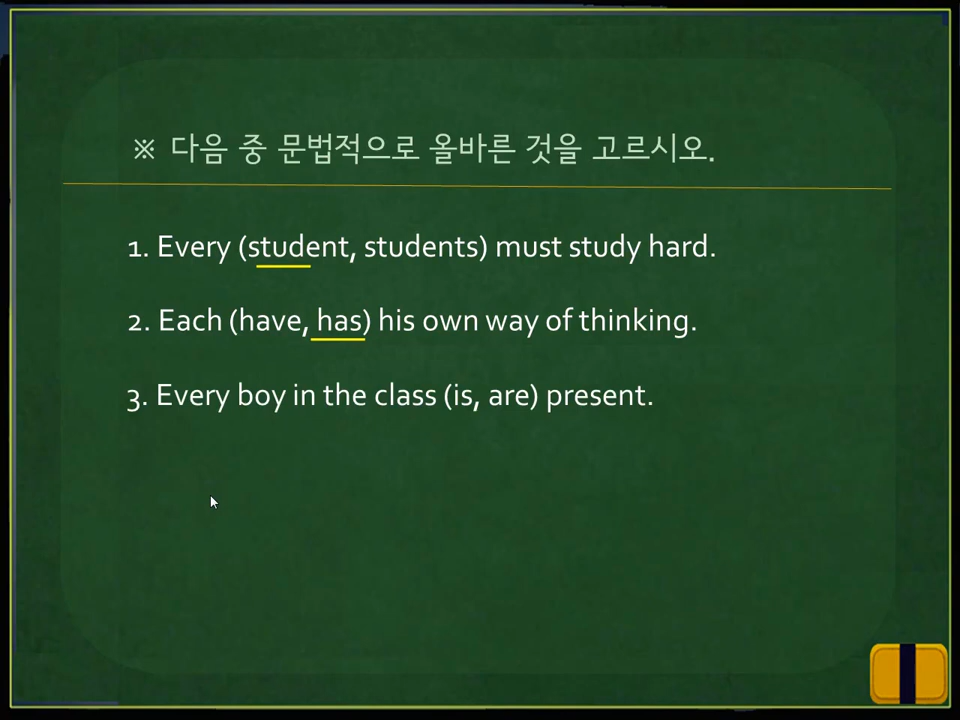 ※ 다음 중 문법적으로 올바른 것을 고르시오.
1. Every (student, students) must study hard.
2. Each (have, has) his own way of thinking.
3. Every boy in the class (is, are) present.